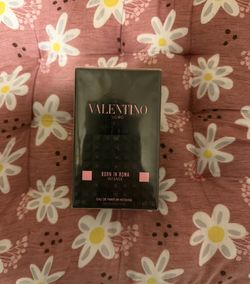 VALENTINO
UOMO
BORN IN ROMA
INTENSE
EAU DE PARFUM INTENSE